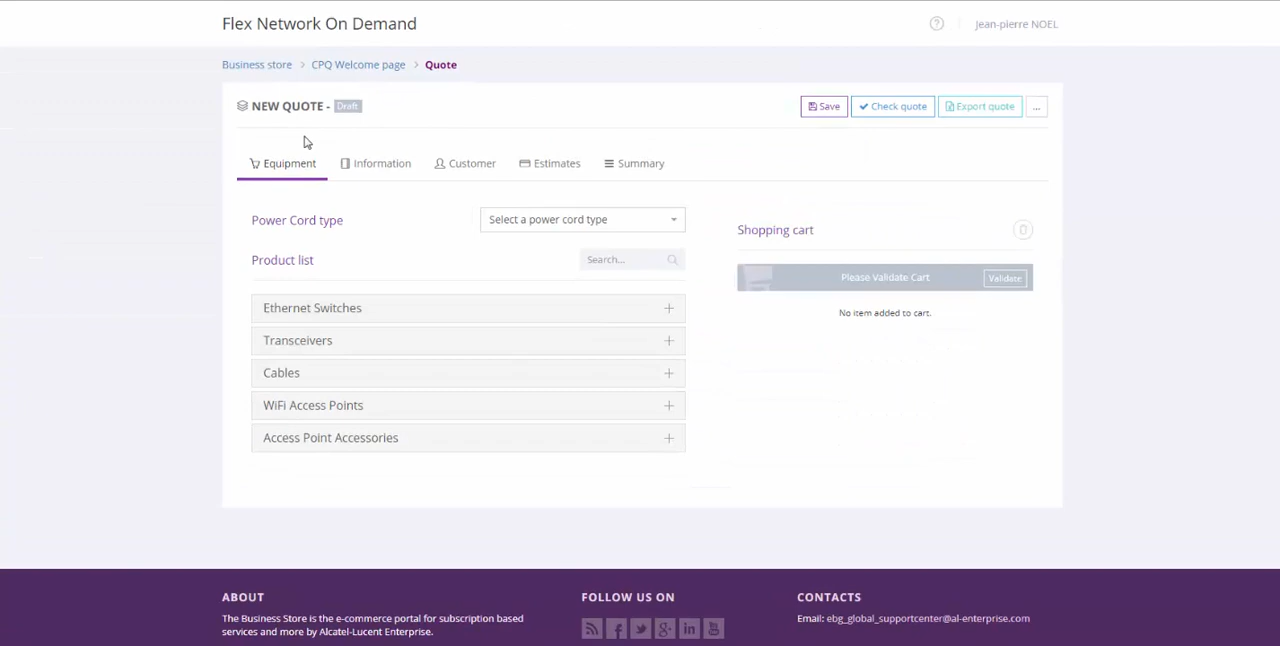 Flex Network On Demand
Jean-pierre NOEL
Business store > CPQ Welcome page > Quote
NEW QUOTE - Draft
Save
Check quote
Export quote
...
Equipment
Information
Customer
Estimates
Summary
Power Cord type
Select a power cord type
Product list
Search...
Ethernet Switches
Transceivers
Cables
WiFi Access Points
Access Point Accessories
Shopping cart
Please Validate Cart
Validate
No item added to cart.
ABOUT
The Business Store is the e-commerce portal for subscription based
services and more by Alcatel-Lucent Enterprise.
FOLLOW US ON
CONTACTS
Email: ebg_global_supportcenter@al-enterprise.com